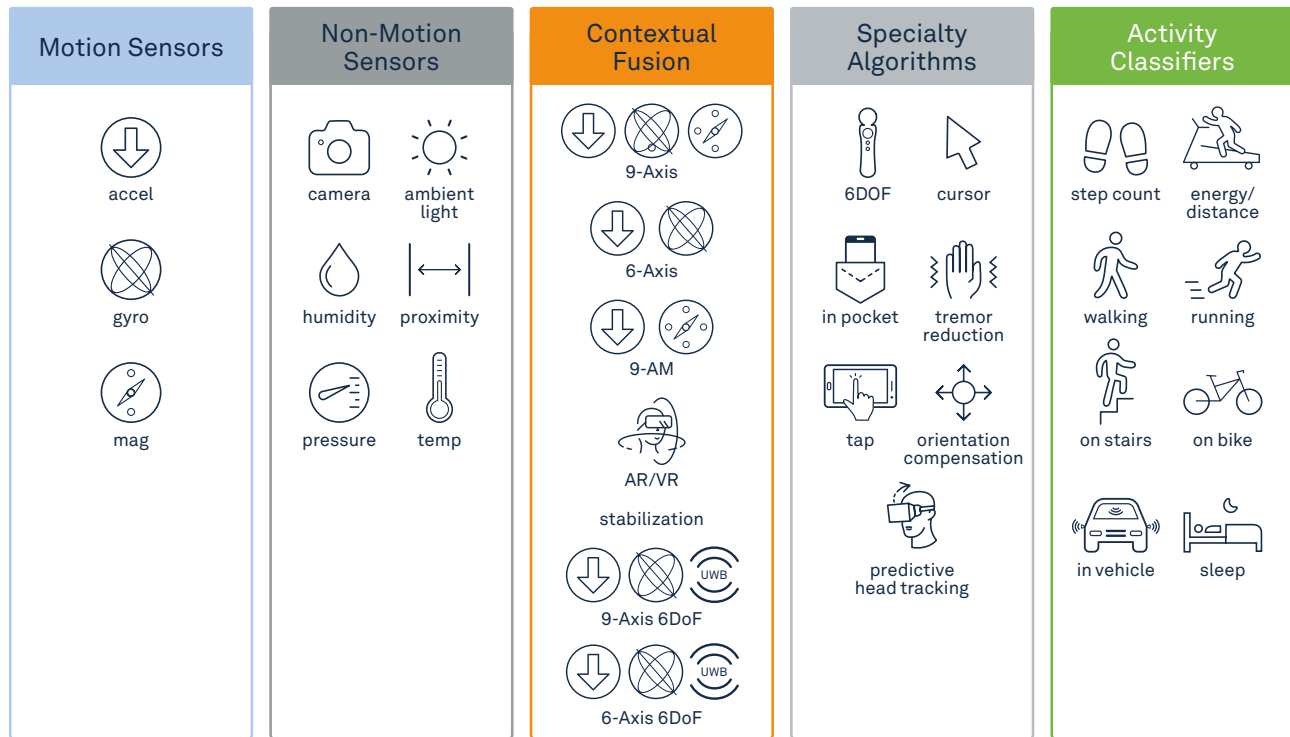 Motion Sensors
accel
gyro
mag
Non-Motion
Sensors
camera
ambient
light
humidity
proximity
pressure
temp
Contextual
Fusion
9-Axis
6-Axis
9-AM
AR/VR
stabilization
UWB
9-Axis 6DoF
UWB
6-Axis 6DoF
Specialty
Algorithms
6DOF
cursor
in pocket
tremor
reduction
tap
orientation
compensation
predictive
head tracking
Activity
Classifiers
step count
energy/
distance
walking
running
on stairs
on bike
in vehicle
sleep